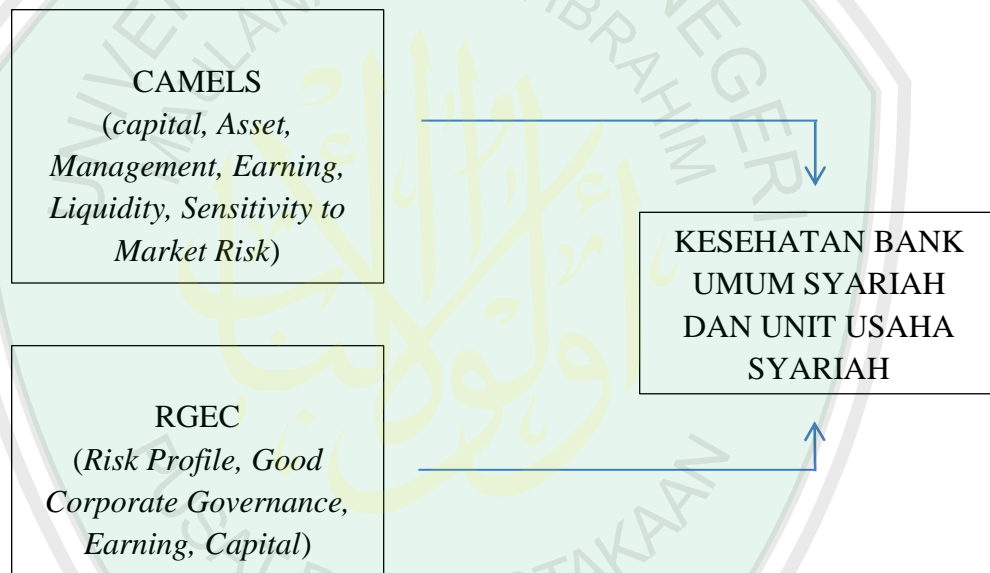 CAMELS
(capital, Asset,
Management, Earning,
Liquidity, Sensitivity to
Market Risk)
KESEHATAN BANK
UMUM SYARIAH
DAN UNIT USAHA
SYARIAH
RGEC
(Risk Profile, Good
Corporate Governance,
Earning, Capital)